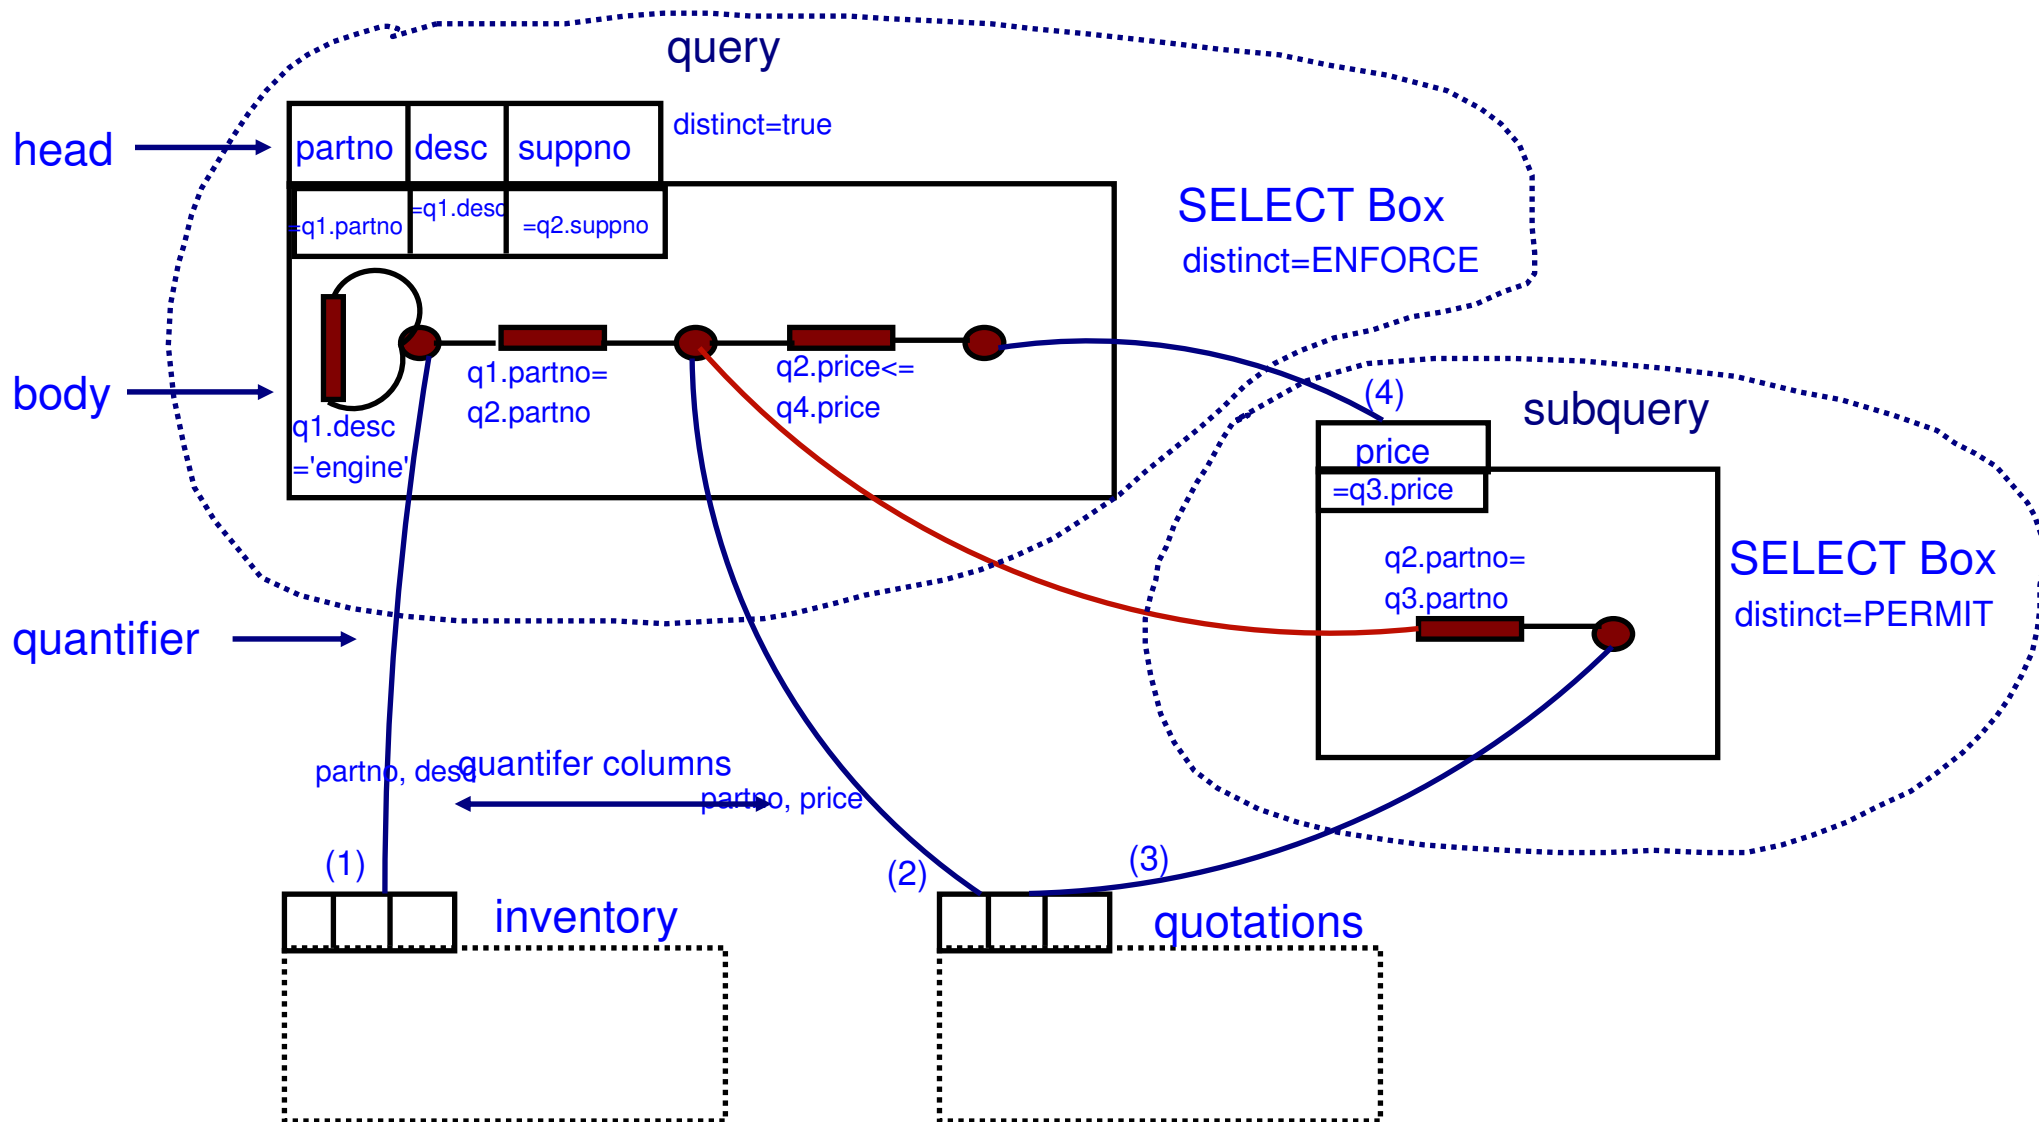 query
head
partno
desc
suppno
distinct=true
=q1.partno
=q1.desc
=q2.suppno
SELECT Box
distinct=ENFORCE
body
q1.desc
='engine'
q1.partno=
q2.partno
q2.price<=
q4.price
(4)
subquery
price
=q3.price
q2.partno=
q3.partno
SELECT Box
distinct=PERMIT
quantifier
partno, desc
quantifer columns
partno, price
(1)
(2)
(3)
inventory
quotations